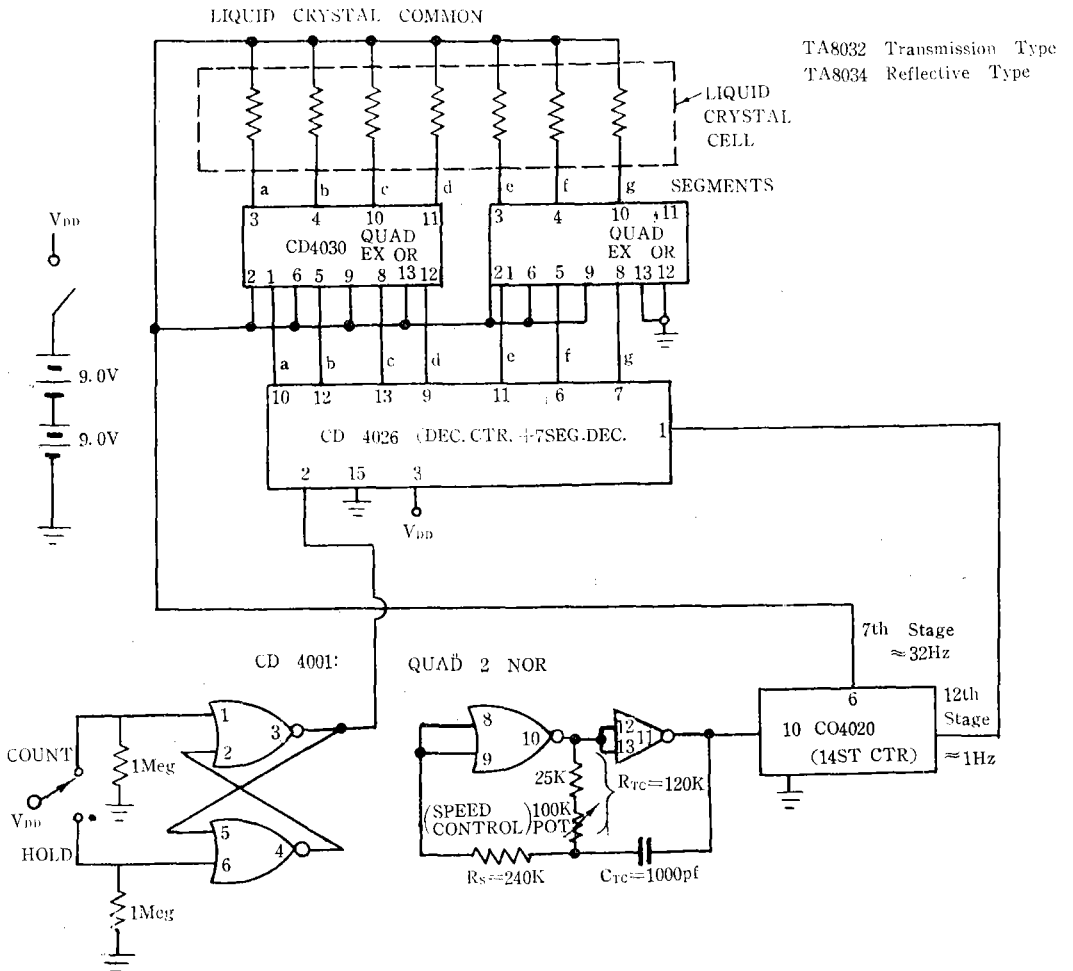 LIQUID CRYSTAL COMMON
TA8032 Transmission Type
TA8034 Reflective Type
LIQUID
CRYSTAL
CELL
a b c d e f g SEGMENTS
3 4 10 11
CD4030 QUAD
EX OR
2 1 6 5 9 8 13 12
3 4 10 11
QUAD
EX OR
2 1 6 5 9 8 13 12
VDD
9.0V
9.0V
a b c d e f g
10 12 13 9 11 6 7
CD 4026 (DEC. CTR. +7SEG.DEC. 1
2 15 3
VDD
7th Stage
≈32Hz
CD 4001: QUAD 2 NOR
6
10 CO4020
(14ST CTR)
12th
Stage
≈1Hz
1
2
3
COUNT
1Meg
VDD
HOLD
5
6
4
1Meg
8
9
10
12
13
11
25K
RTC=120K
(SPEED
CONTROL)
100K
POT
RS=240K
CTC=1000pf